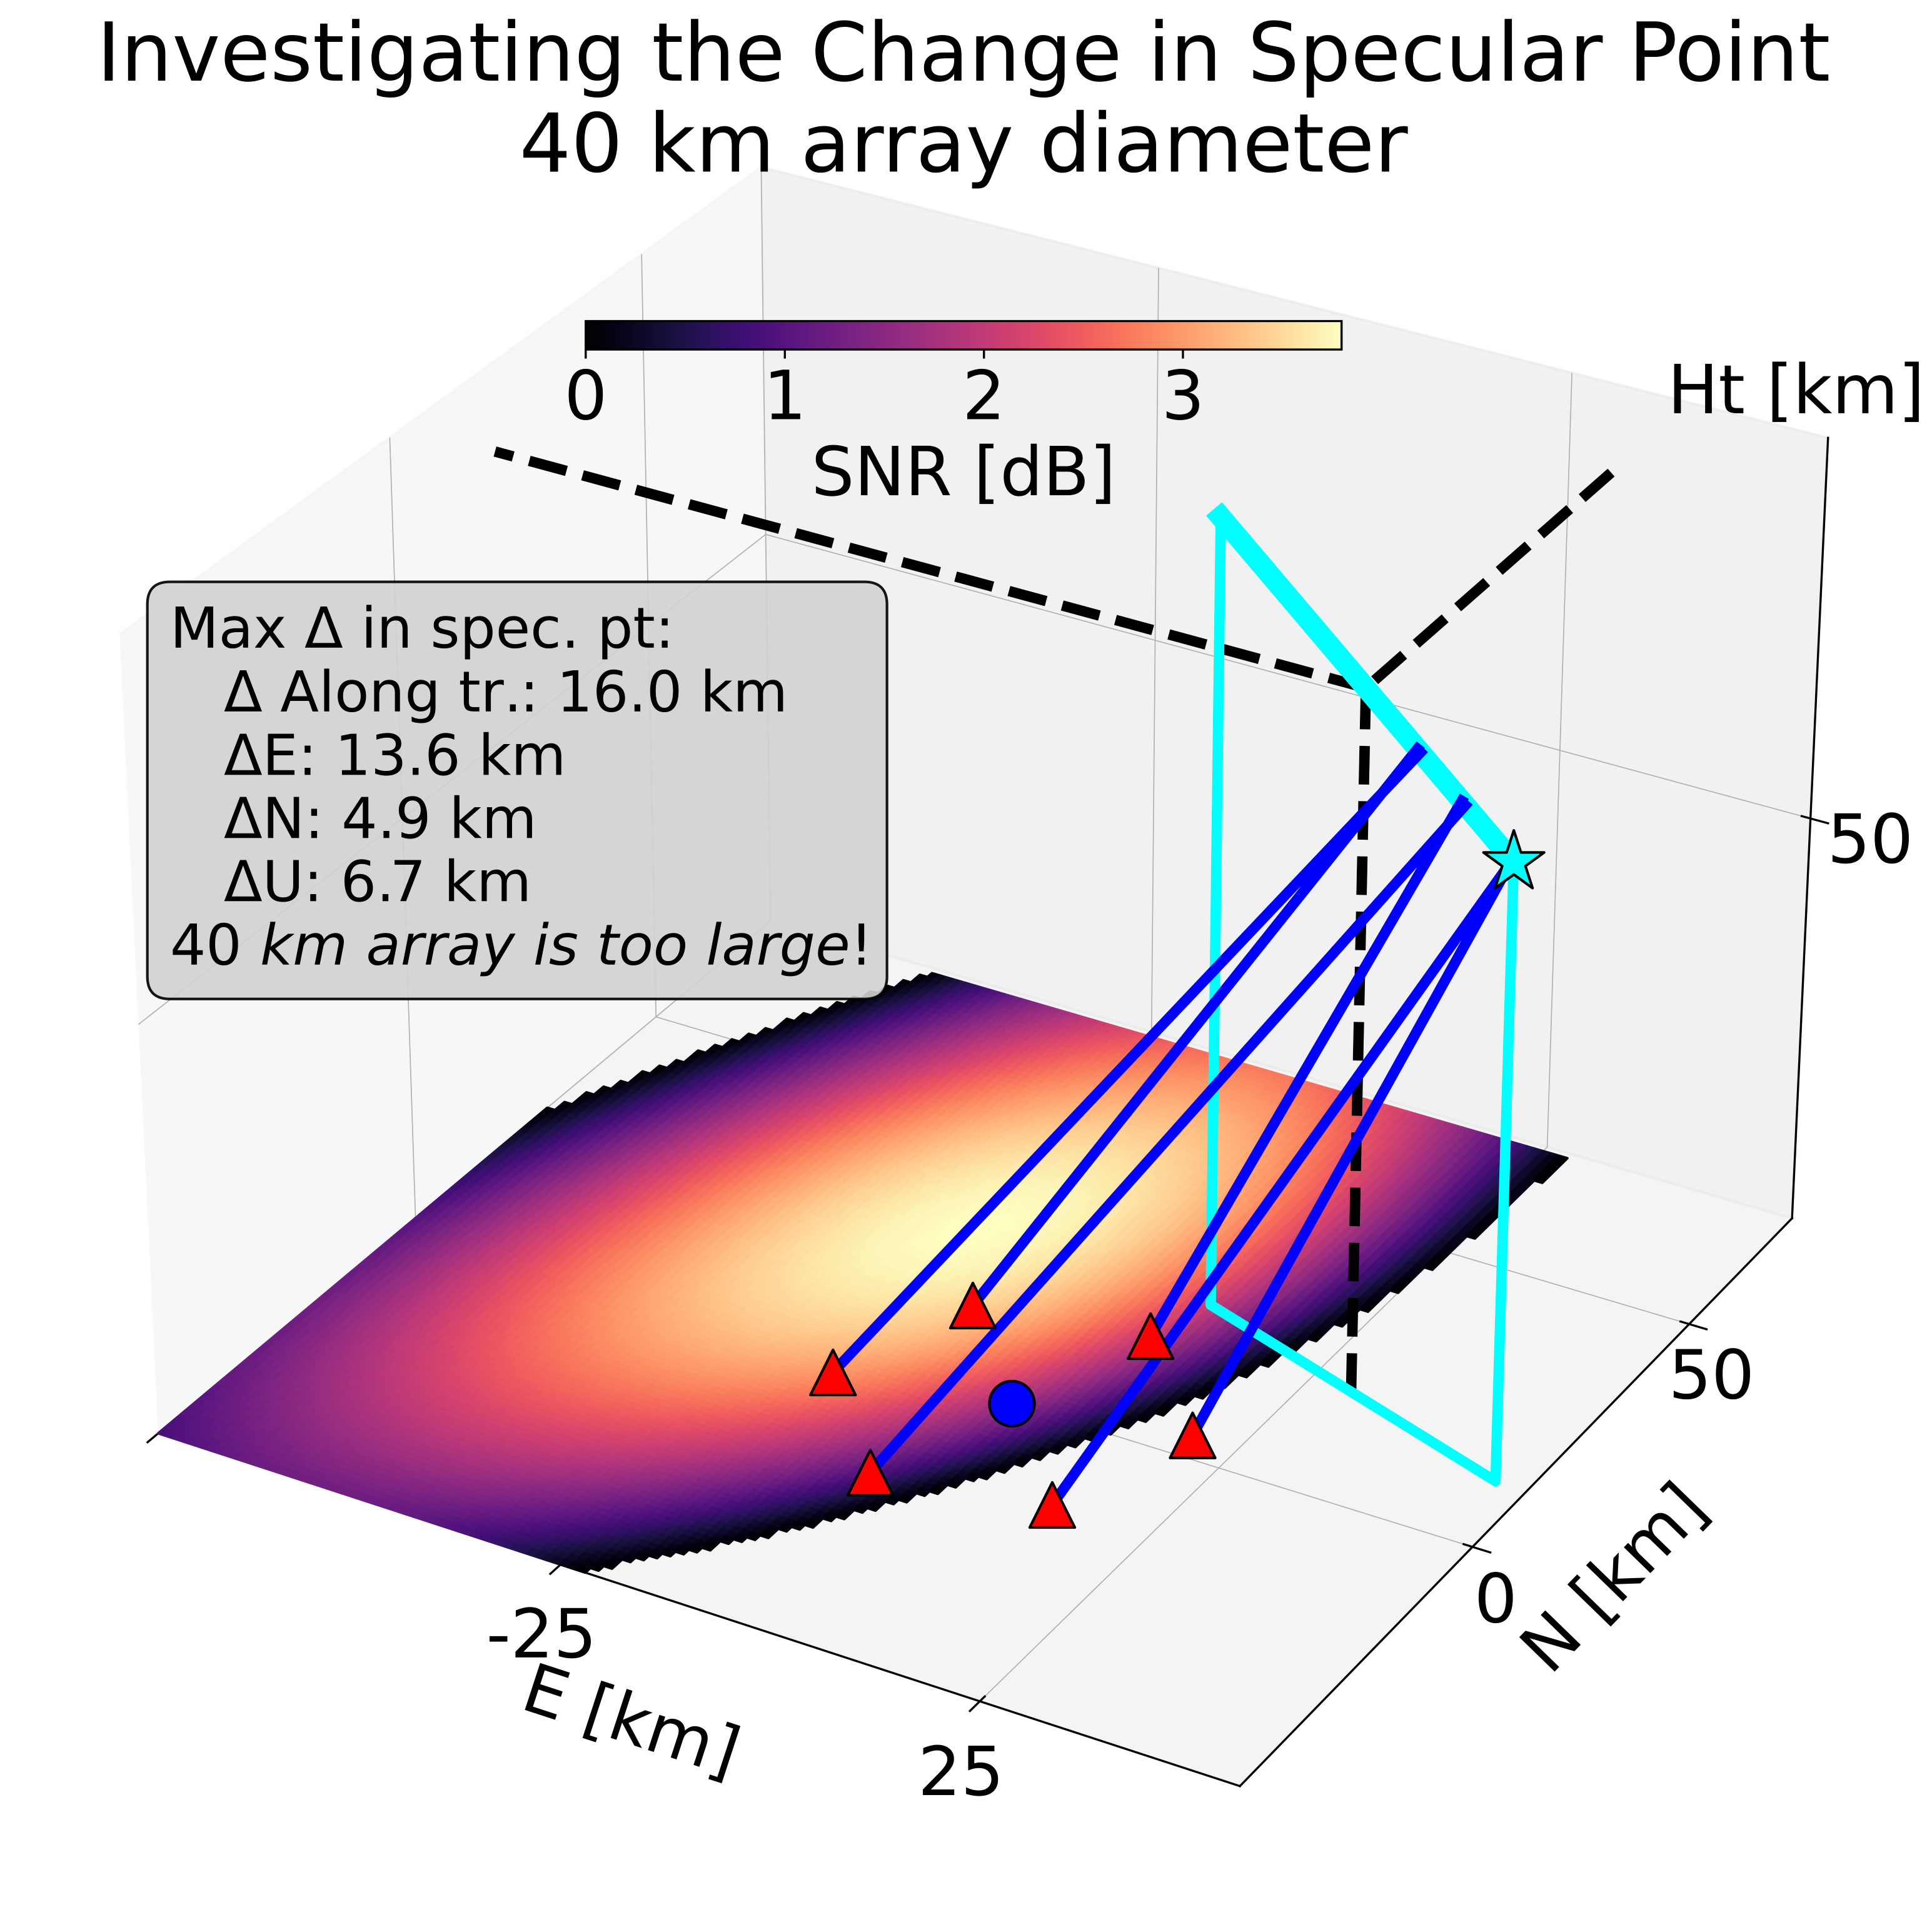 Investigating the Change in Specular Point
40 km array diameter
Ht [km]
0 1 2 3
SNR [dB]
Max Δ in spec. pt:
Δ Along tr.: 16.0 km
ΔE: 13.6 km
ΔN: 4.9 km
ΔU: 6.7 km
40 km array is too large!
50
50
0
N [km]
-25
E [km]
25